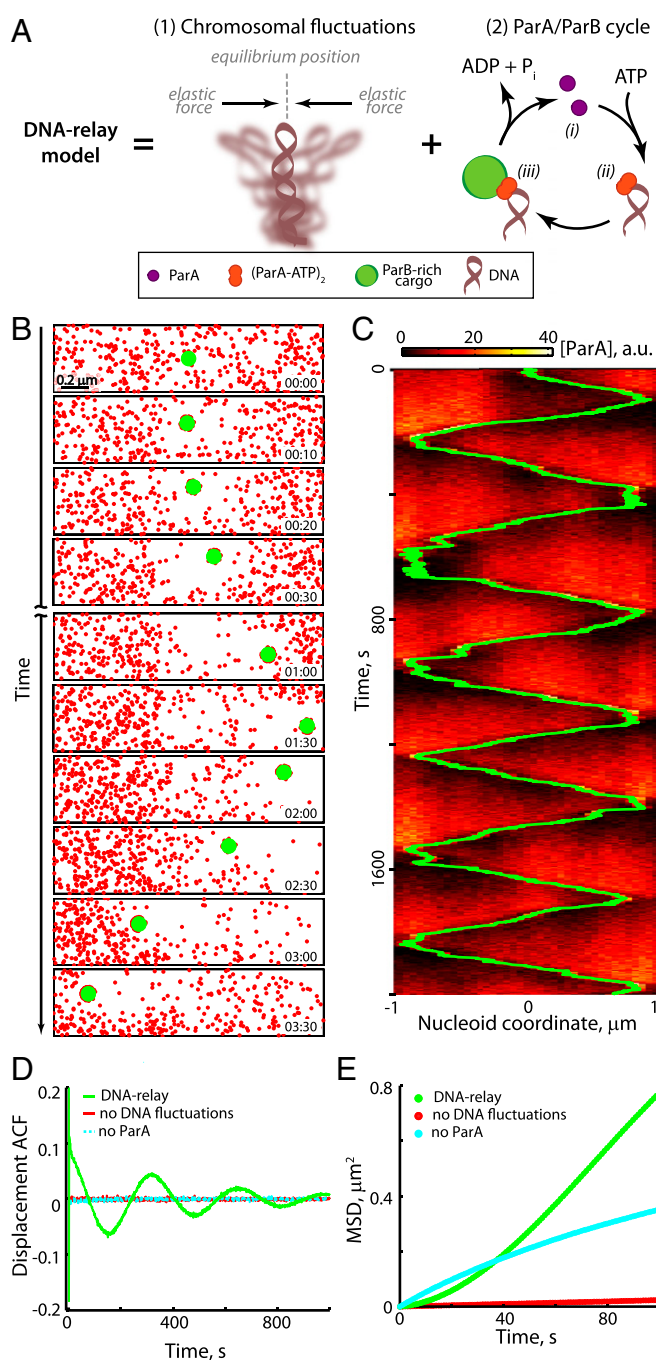 A
(1) Chromosomal fluctuations
(2) ParA/ParB cycle
equilibrium position
elastic force
elastic force
DNA-relay model
=
+
ADP + Pi
ATP
(i)
(ii)
(iii)
ParA
(ParA-ATP)2
ParB-rich cargo
DNA
B
0.2 μm
00:00
00:10
00:20
00:30
01:00
01:30
02:00
02:30
03:00
03:30
Time
C
0
20
40
[ParA], a.u.
0
800
1600
Time, s
-1
0
1
Nucleoid coordinate, μm
D
0.2
0.1
0
-0.1
-0.2
Displacement ACF
DNA-relay
no DNA fluctuations
no ParA
0
400
800
Time, s
E
0.8
0.4
0
MSD, μm²
DNA-relay
no DNA fluctuations
no ParA
0
40
80
Time, s